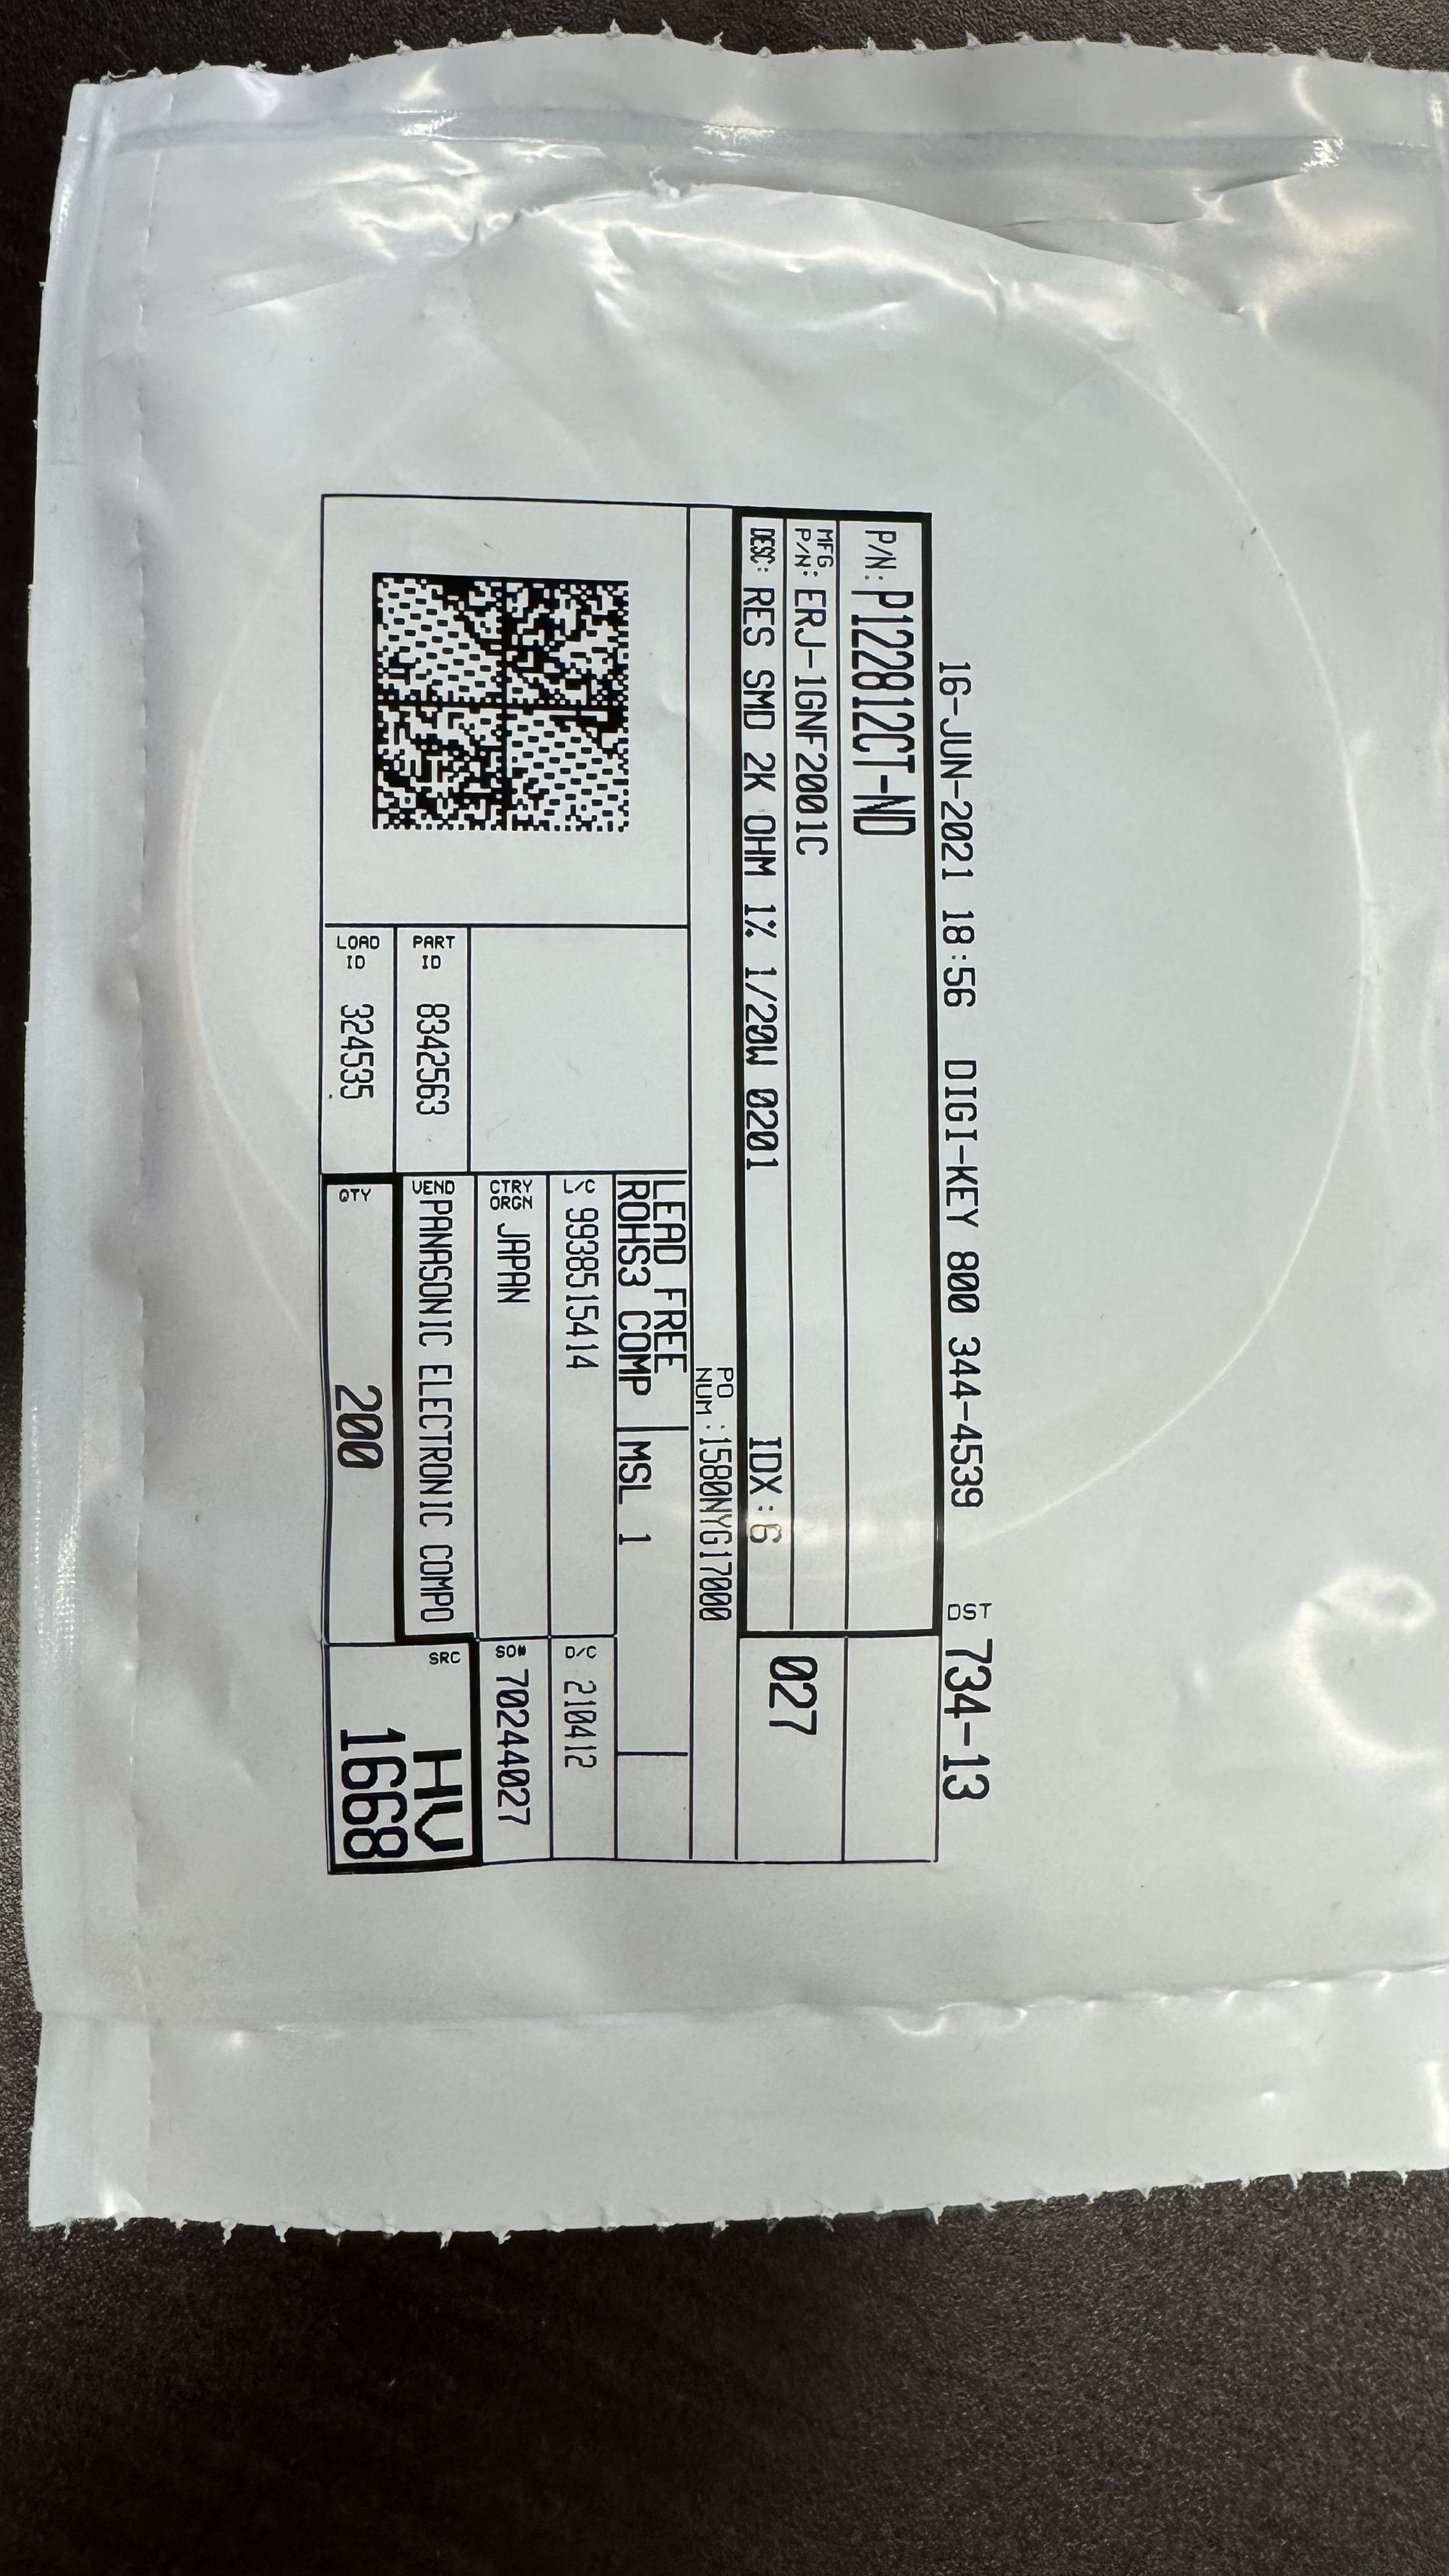 16-JUN-2021 18:56 DIGI-KEY 800 344-4539 DST 734-13
P/N: P122812CT-ND
MFG P/N: ERJ-1GNF2001C
027
DESC: RES SMD 2K OHM 1% 1/20W 0201 IDX: 6
PO NUM: 1580NYG17000
LEAD FREE
ROHS3 COMP MSL 1
L/C 9938515414 D/C 210412
CTRY ORGN JAPAN SO# 70244027
PART ID 8342563 VEND PANASONIC ELECTRONIC COMPO SRC HV
LOAD ID 324535 QTY 200 1668